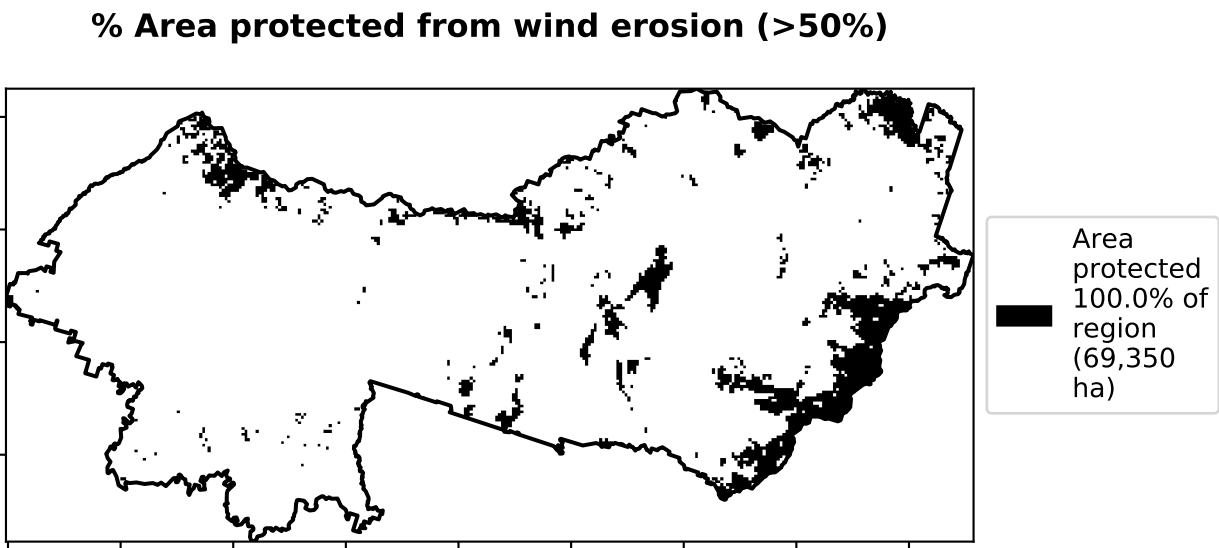 % Area protected from wind erosion (>50%)
Area
protected
100.0% of
region
(69,350
ha)